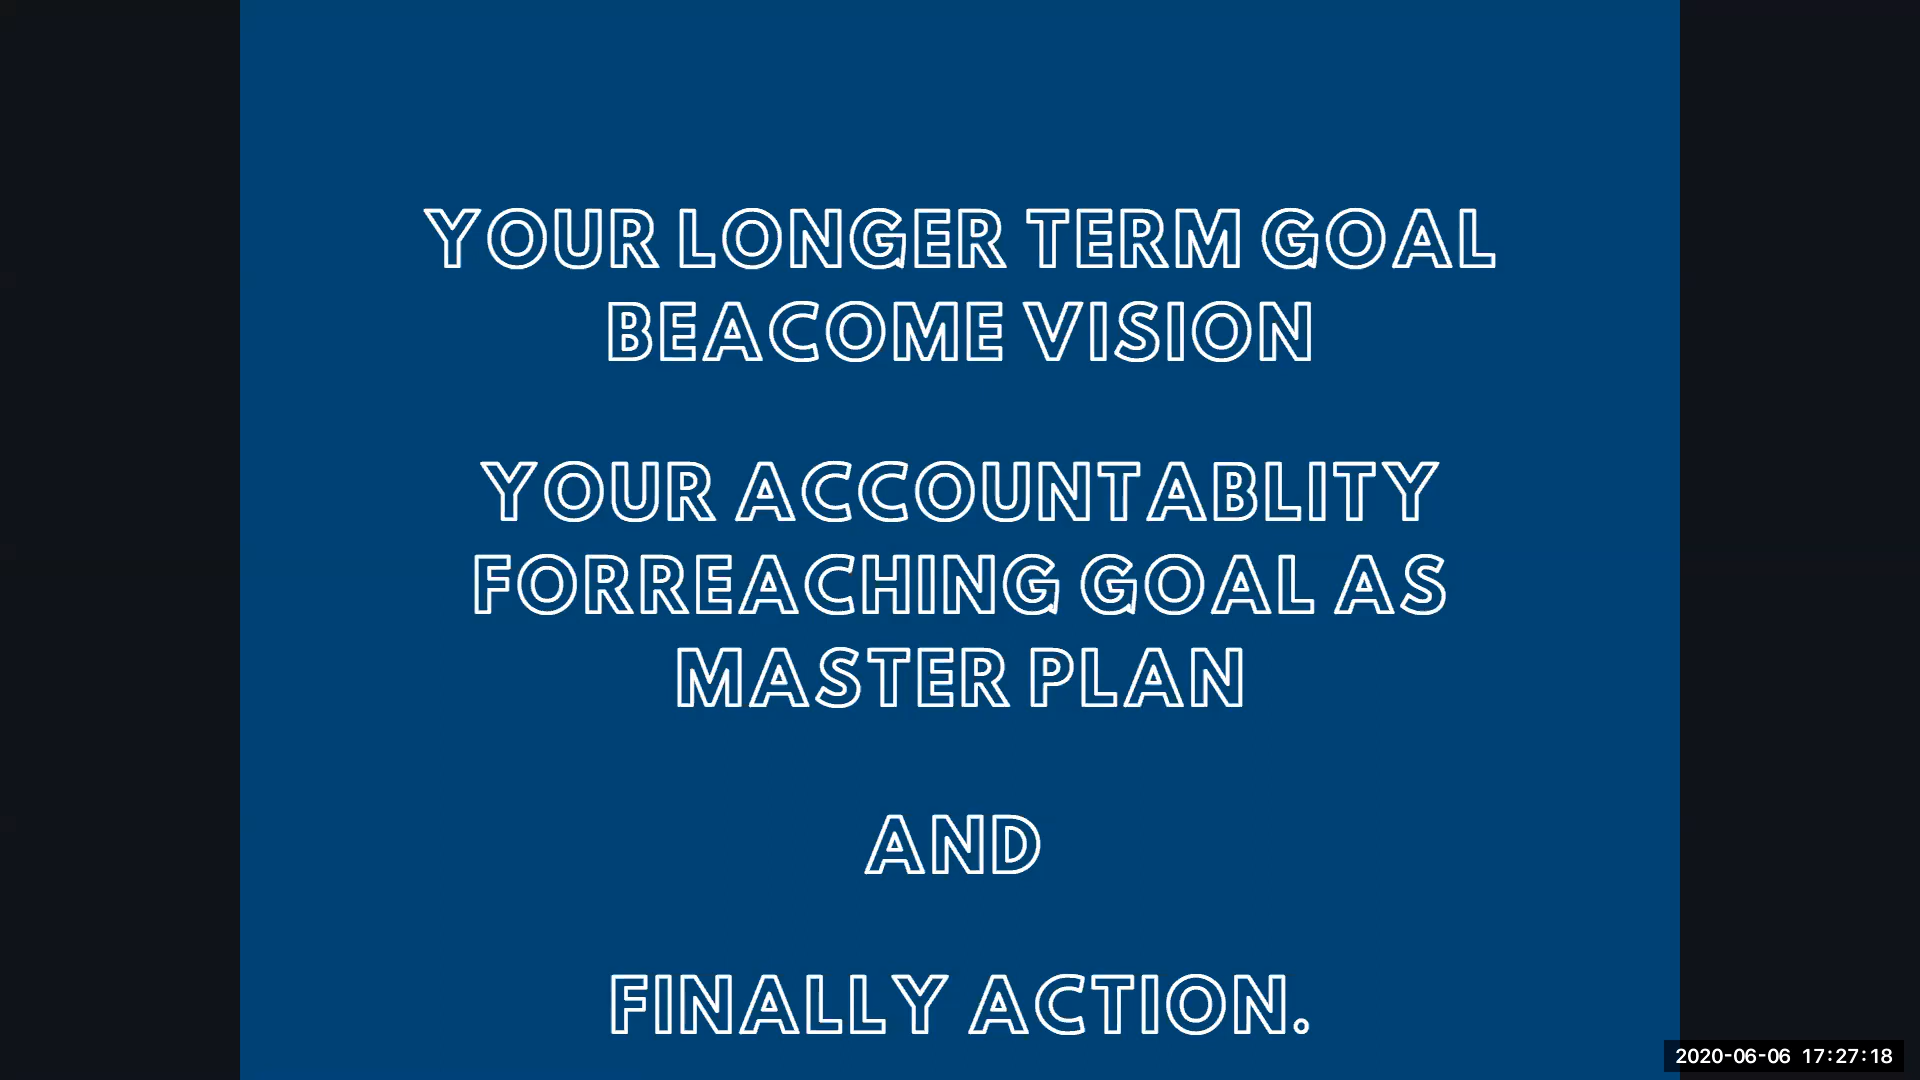 YOUR LONGER TERM GOAL
BEACOME VISION
YOUR ACCOUNTABLITY
FORREACHING GOAL AS
MASTER PLAN
AND
FINALLY ACTION.
2020-06-06 17:27:18